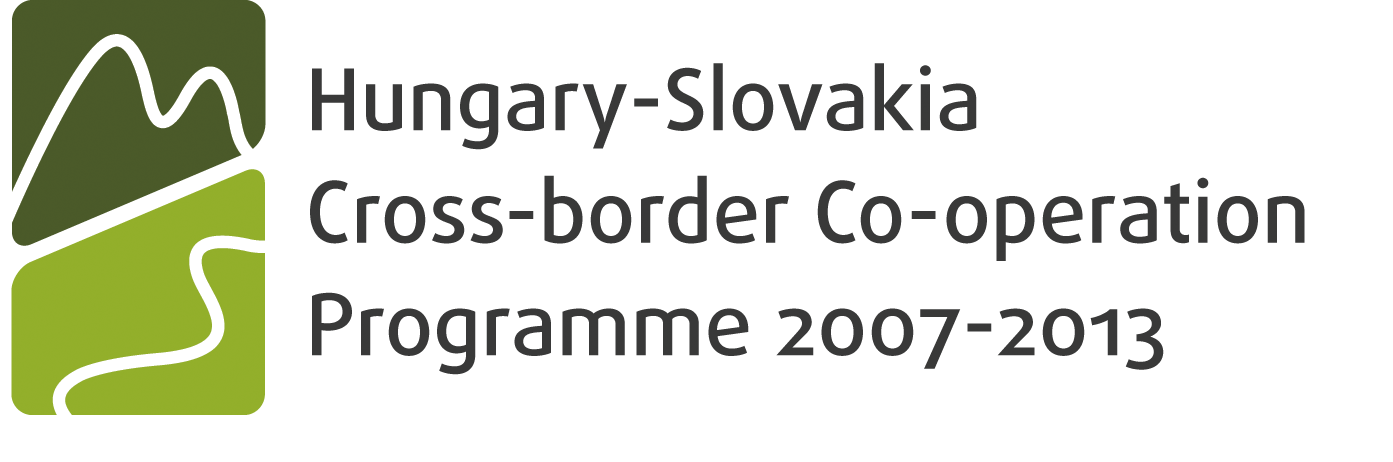 Hungary-Slovakia
Cross-border Co-operation
Programme 2007-2013